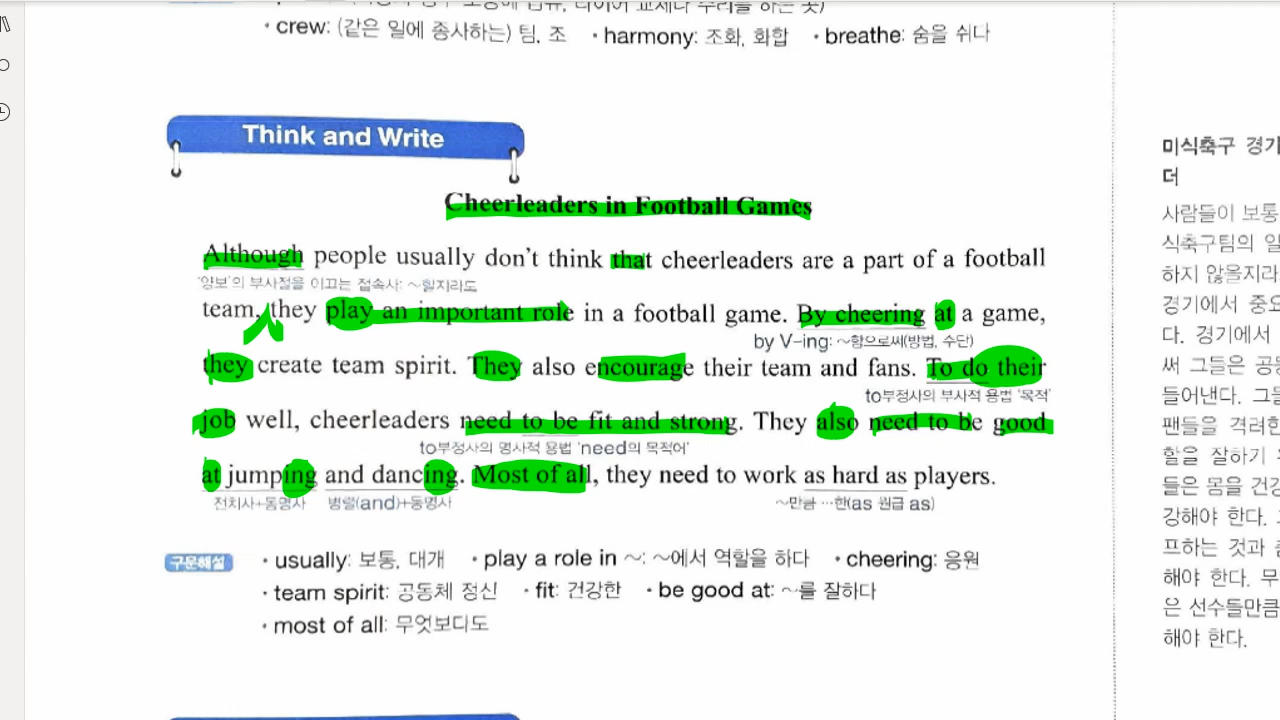 • crew: (같은 일에 종사하는) 팀, 조 • harmony: 조화, 화합 • breathe: 숨을 쉬다
Think and Write
Cheerleaders in Football Games
Although people usually don't think that cheerleaders are a part of a football
'양보'의 부사절을 이끄는 접속사: ~할지라도
team, they play an important role in a football game. By cheering at a game,
by V-ing: ~함으로써(방법, 수단)
they create team spirit. They also encourage their team and fans. To do their
to부정사의 부사적 용법 '목적'
job well, cheerleaders need to be fit and strong. They also need to be good
to부정사의 명사적 용법 'need의 목적어'
at jumping and dancing. Most of all, they need to work as hard as players.
전치사+동명사 병렬(and)+동명사 ~만큼 …한(as 원급 as)
구문해설 • usually: 보통, 대개 • play a role in ~: ~에서 역할을 하다 • cheering: 응원
• team spirit: 공동체 정신 • fit: 건강한 • be good at: ~를 잘하다
• most of all: 무엇보다도
미식축구 경기
더
사람들이 보통
식축구팀의 일
하지 않을지라
경기에서 중요
다. 경기에서
써 그들은 공동
들어낸다. 그들
팬들을 격려한
할을 잘하기
들은 몸을 건강
강해야 한다.
프하는 것과
해야 한다. 무
은 선수들만큼
해야 한다.